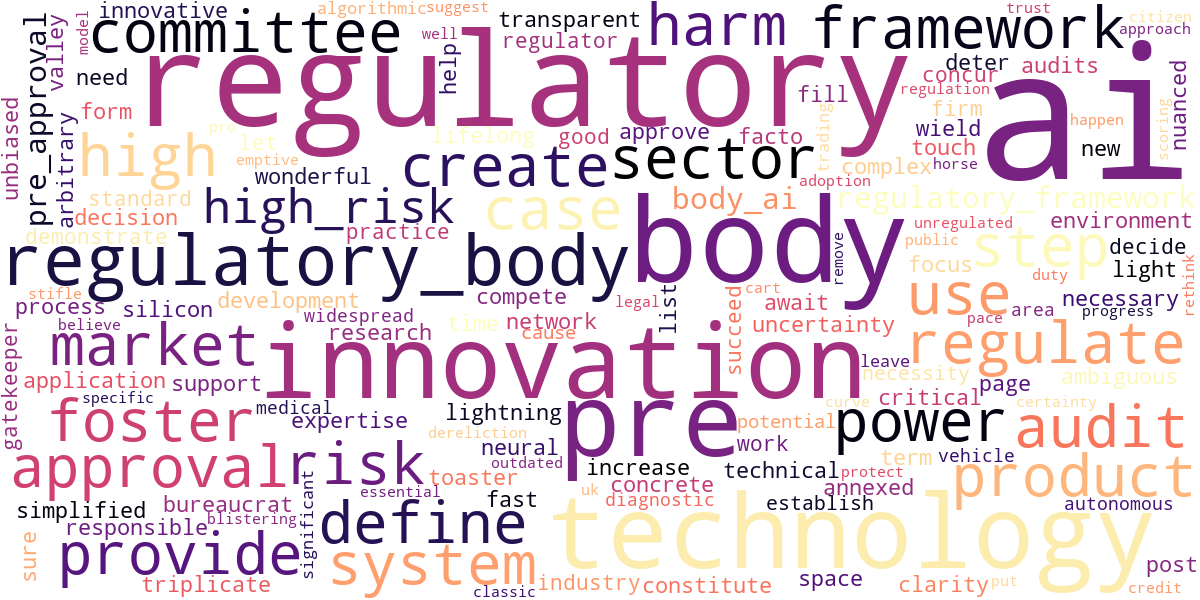 innovative
algorithmic
suggest
transparent
harm
framework
trust
citizen
approach
pre_approval
valley
model
committee
well
regulator
regulatory
ai
need
help
deter
audits
concur
regulation
nuanced
form
fill
firm
unbiased
arbitrary
high
pro
let
emptive
lifelong
good
approve
facto
trading
wield
touch
happen
new
scoring
wonderful
create
sector
complex
horse
adoption
standard
decision
high_risk
practice
case
body_ai
regulatory_framework
demonstrate
regulatory_body
body
remove
unregulated
environment
public
step
decide
focus
light
duty
rethink
stifle
process
silicon
development
compete
legal
list
cart
await
use
necessary
believe
widespread
research
time
network
cause
succeed
uncertainty
pace
area
progress
gatekeeper
market
innovation
leave
regulate
application
support
necessity
page
ambiguous
specific
medical
expertise
lightning
pre
potential
curve
critical
certainty
foster
dereliction
power
audit
approval
risk
neural
outdated
work
term
vehicle
toaster
increase
technical
protect
product
essential
uk
concrete
diagnostic
annexed
simplified
bureaucrat
blistering
significant
fast
establish
autonomous
responsible
define
technology
sure
provide
system
post
triplicate
classic
industry
constitute
space
clarity
put
credit